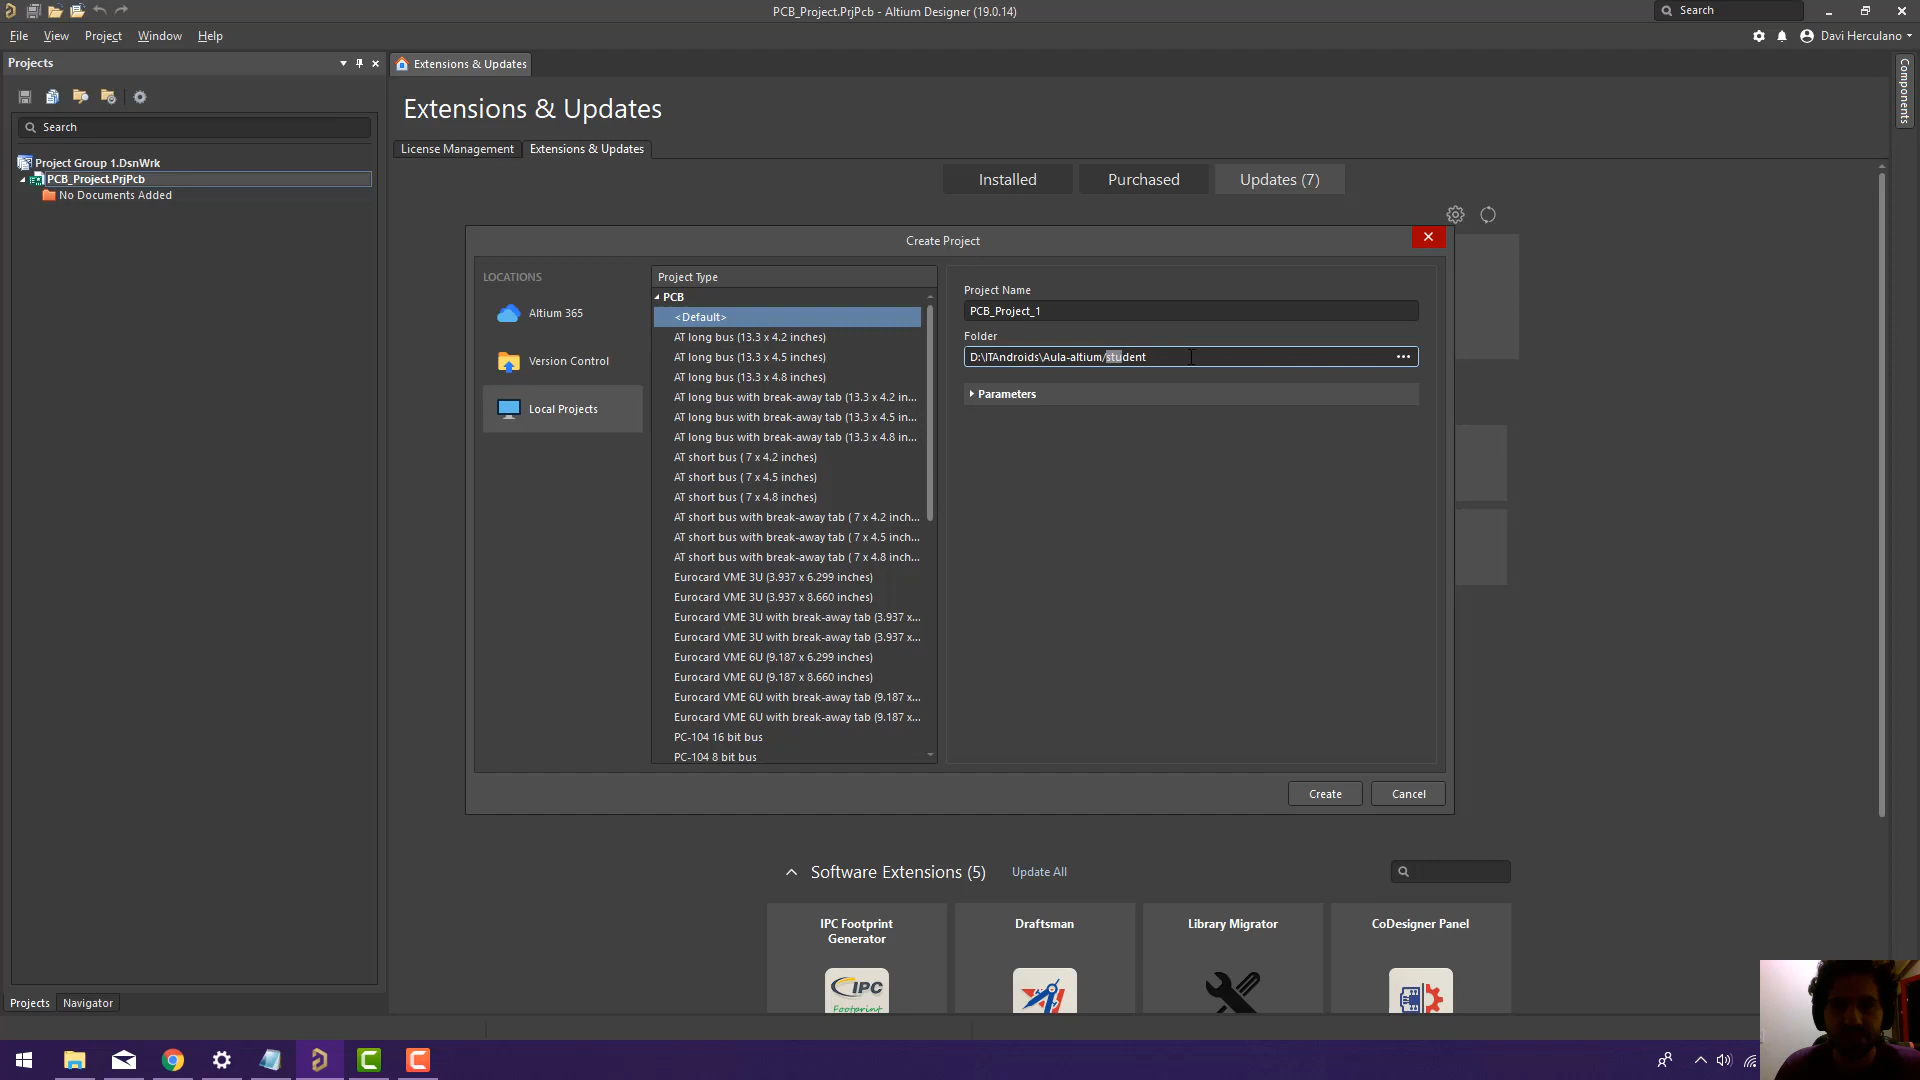 PCB_Project.PrjPcb - Altium Designer (19.0.14)
Search
File View Project Window Help
Davi Herculano
Projects
Extensions & Updates
Components
Extensions & Updates
Search
License Management
Extensions & Updates
Project Group 1.DsnWrk
PCB_Project.PrjPcb
No Documents Added
Installed
Purchased
Updates (7)
Create Project
LOCATIONS
Altium 365
Version Control
Local Projects
Project Type
PCB
<Default>
AT long bus (13.3 x 4.2 inches)
AT long bus (13.3 x 4.5 inches)
AT long bus (13.3 x 4.8 inches)
AT long bus with break-away tab (13.3 x 4.2 in...
AT long bus with break-away tab (13.3 x 4.5 in...
AT long bus with break-away tab (13.3 x 4.8 in...
AT short bus ( 7 x 4.2 inches)
AT short bus ( 7 x 4.5 inches)
AT short bus ( 7 x 4.8 inches)
AT short bus with break-away tab ( 7 x 4.2 inch...
AT short bus with break-away tab ( 7 x 4.5 inch...
AT short bus with break-away tab ( 7 x 4.8 inch...
Eurocard VME 3U (3.937 x 6.299 inches)
Eurocard VME 3U (3.937 x 8.660 inches)
Eurocard VME 3U with break-away tab (3.937 x...
Eurocard VME 3U with break-away tab (3.937 x...
Eurocard VME 6U (9.187 x 6.299 inches)
Eurocard VME 6U (9.187 x 8.660 inches)
Eurocard VME 6U with break-away tab (9.187 x...
Eurocard VME 6U with break-away tab (9.187 x...
PC-104 16 bit bus
PC-104 8 bit bus
Project Name
PCB_Project_1
Folder
D:\ITAndroids\Aula-altium/student
Parameters
Create
Cancel
Software Extensions (5)
Update All
IPC Footprint
Generator
Draftsman
Library Migrator
CoDesigner Panel
IPC
Footprint
Projects
Navigator